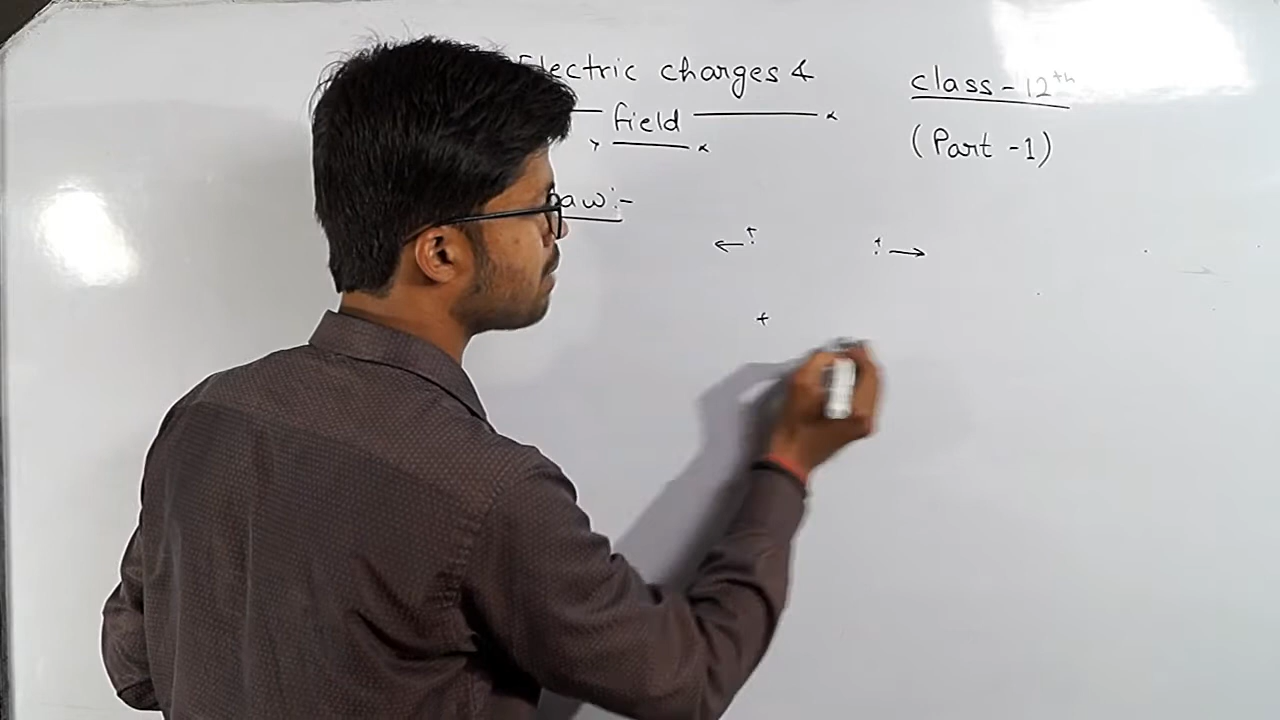 Electric charges &
field
class - 12th
(Part - 1)
aw :-
← + + →
+